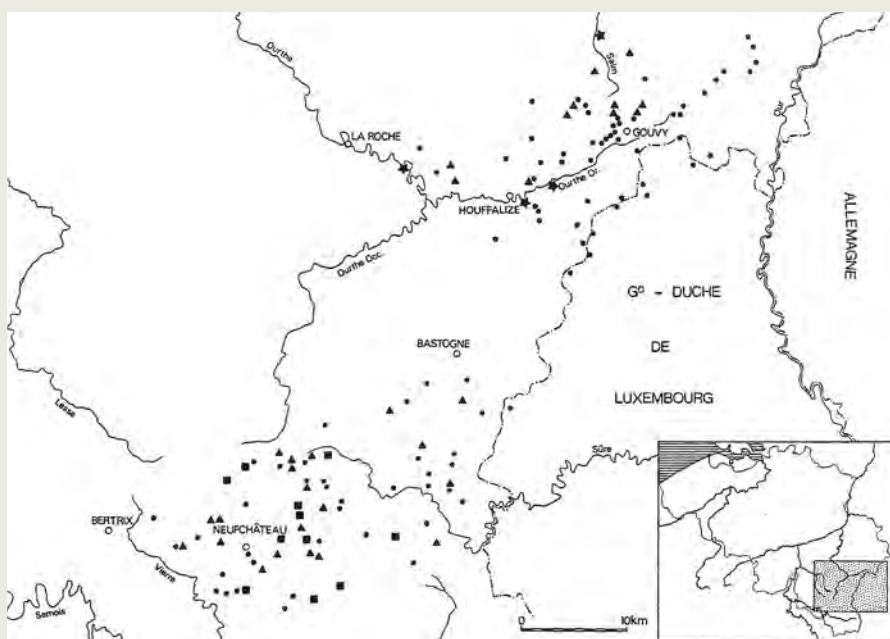 Ourthe
Salm
Our
LA ROCHE
GOUVY
Ourthe Or.
HOUFFALIZE
ALLEMAGNE
Ourthe Occ.
GD - DUCHE
DE
LUXEMBOURG
BASTOGNE
Lesse
Sûre
BERTRIX
NEUFCHÂTEAU
Vierre
Semois
0 10km